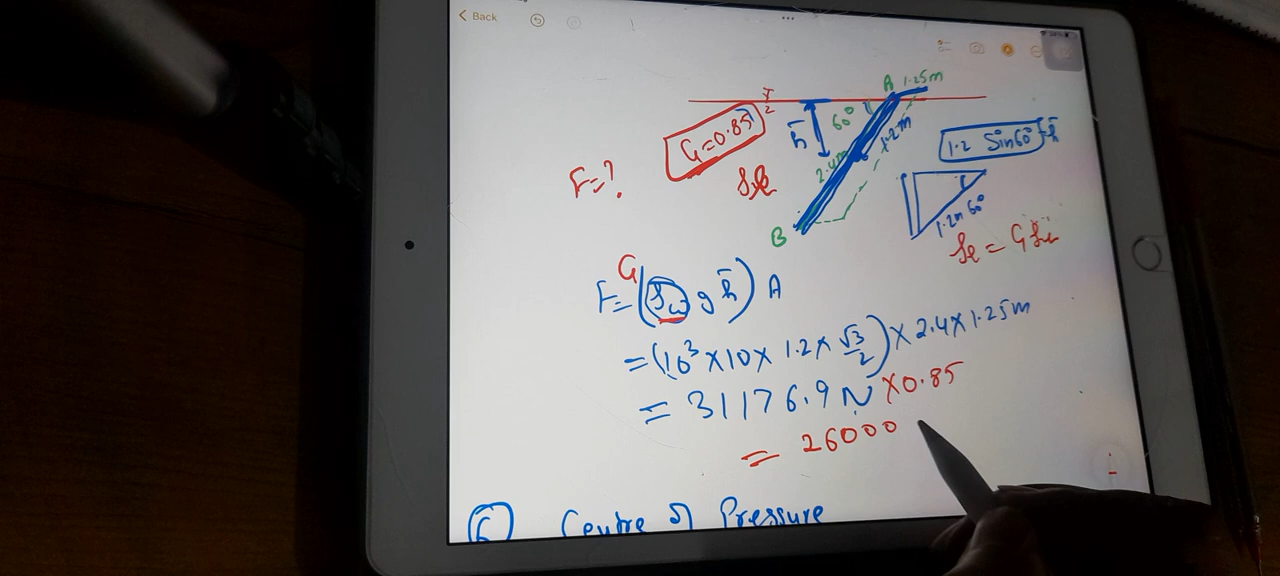 Back
A 1.25m
G=0.85
60°
h̄
1.2m
1.2 Sin60° = h̄
F=?
2.4m
1.2m 60°
B
F = G(ρw g h̄) A
= (10³ × 10 × 1.2 × √3/2) × 2.4 × 1.25m
= 31176.9 N × 0.85
= 26000
6 Centre of Pressure